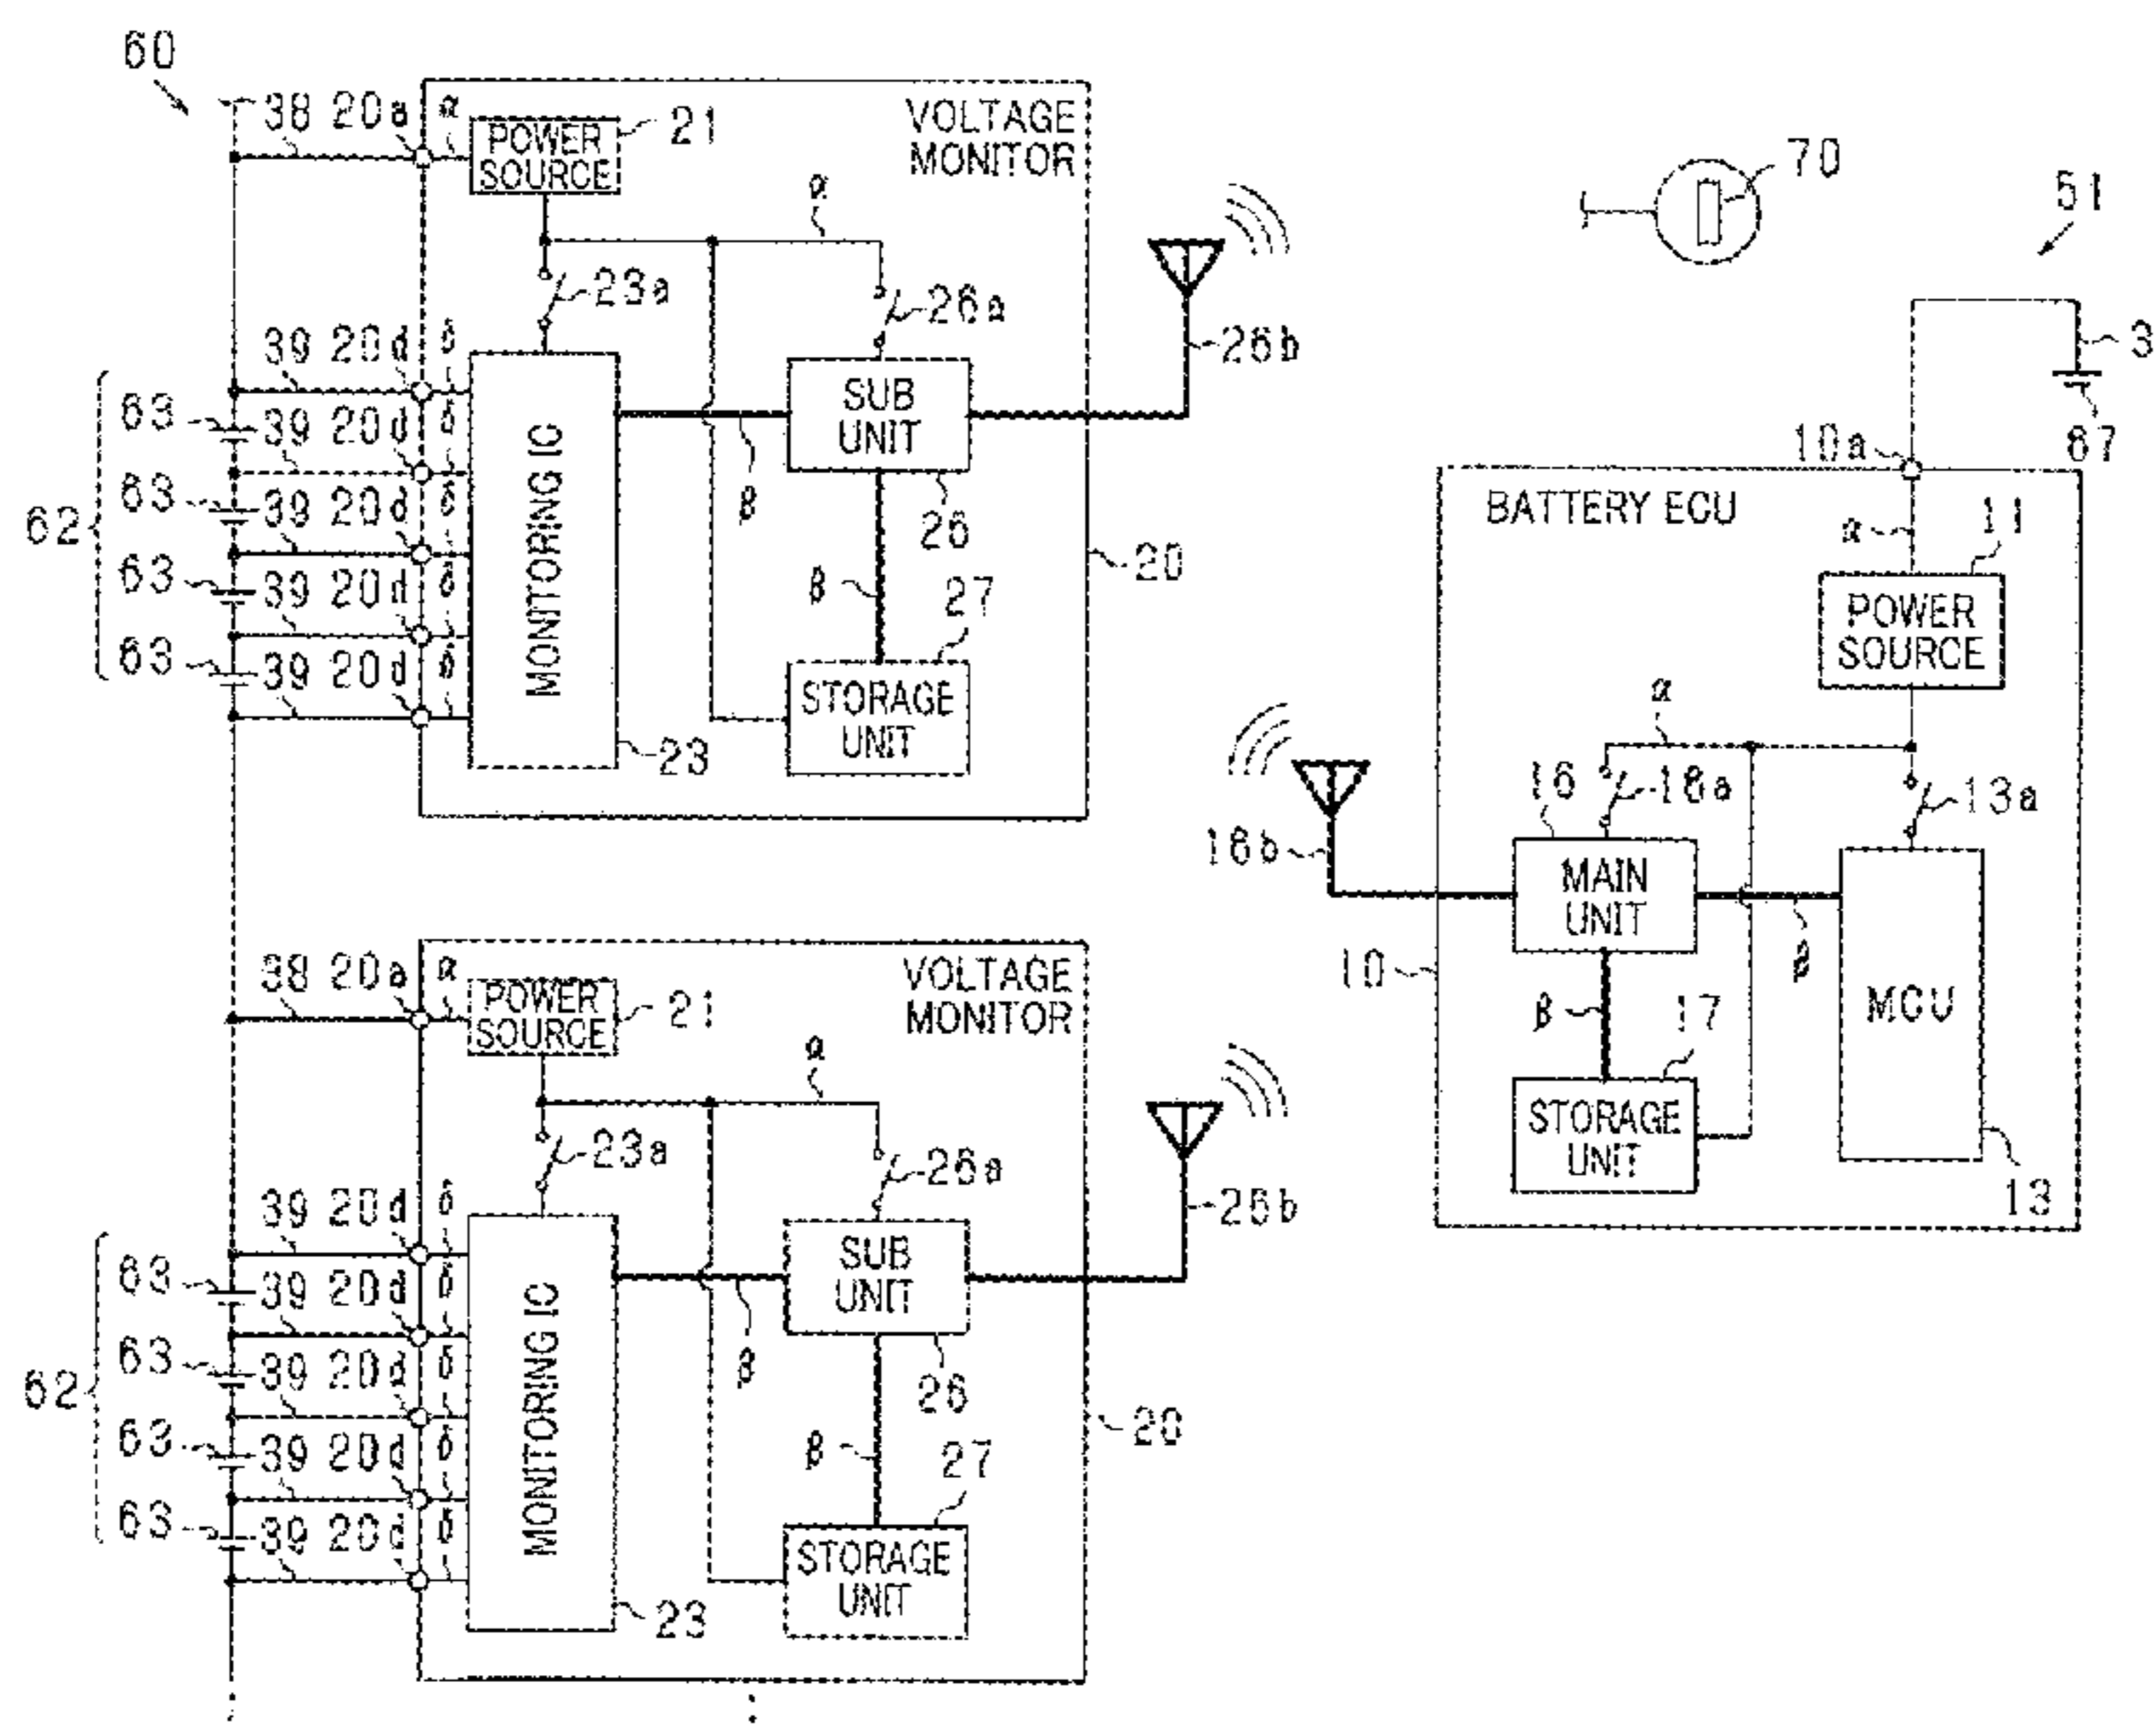 60
38 20a α
POWER
SOURCE
21
VOLTAGE
MONITOR
α
23a
26a
26b
39 20d δ
39 20d δ
39 20d δ
39 20d δ
39 20d δ
62
63
63
63
63
MONITORING IC
23
β
SUB
UNIT
26
β
27
STORAGE
UNIT
20
38 20a α
POWER
SOURCE
21
VOLTAGE
MONITOR
α
23a
26a
26b
39 20d δ
39 20d δ
39 20d δ
39 20d δ
39 20d δ
62
63
63
63
63
MONITORING IC
23
β
SUB
UNIT
26
β
27
STORAGE
UNIT
20
70
3
67
10a
BATTERY ECU
α
11
POWER
SOURCE
α
16
16a
13a
16b
MAIN
UNIT
10
β
β
17
STORAGE
UNIT
MCU
13